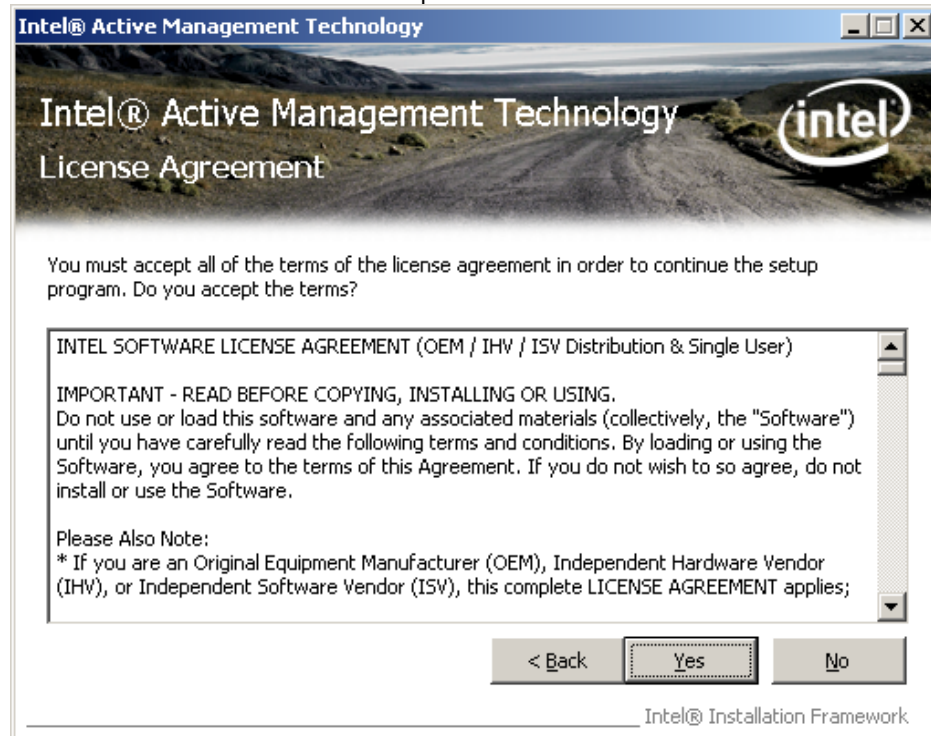 Intel® Active Management Technology
Intel® Active Management Technology
intel
License Agreement
You must accept all of the terms of the license agreement in order to continue the setup
program. Do you accept the terms?
INTEL SOFTWARE LICENSE AGREEMENT (OEM / IHV / ISV Distribution & Single User)
IMPORTANT - READ BEFORE COPYING, INSTALLING OR USING.
Do not use or load this software and any associated materials (collectively, the "Software")
until you have carefully read the following terms and conditions. By loading or using the
Software, you agree to the terms of this Agreement. If you do not wish to so agree, do not
install or use the Software.
Please Also Note:
* If you are an Original Equipment Manufacturer (OEM), Independent Hardware Vendor
(IHV), or Independent Software Vendor (ISV), this complete LICENSE AGREEMENT applies;
< Back Yes No
Intel® Installation Framework